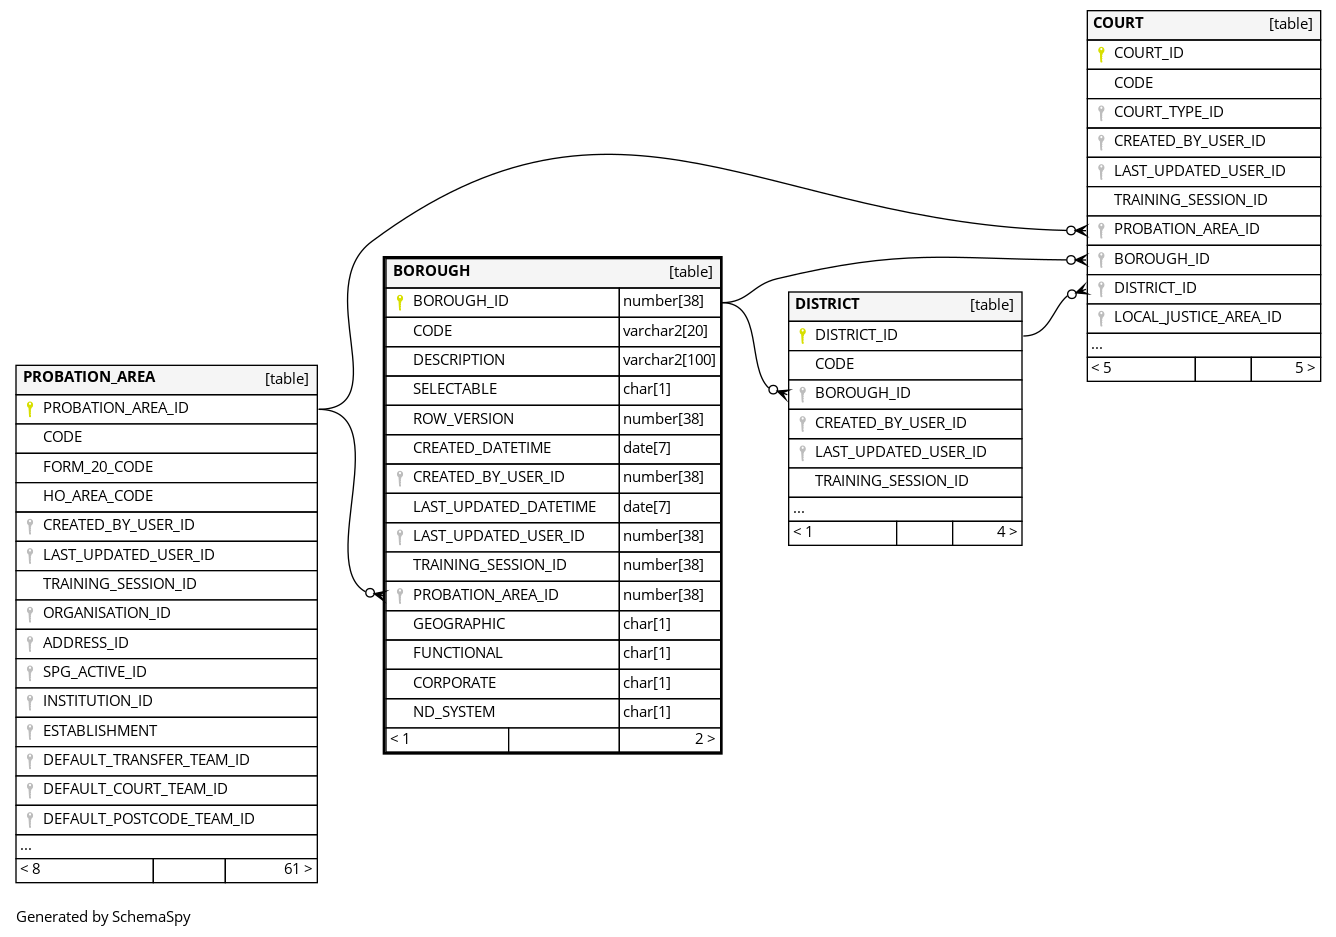 COURT [table]
COURT_ID
CODE
COURT_TYPE_ID
CREATED_BY_USER_ID
LAST_UPDATED_USER_ID
TRAINING_SESSION_ID
PROBATION_AREA_ID
BOROUGH_ID
DISTRICT_ID
LOCAL_JUSTICE_AREA_ID
...
< 5 5 >
BOROUGH [table]
BOROUGH_ID number[38]
CODE varchar2[20]
DESCRIPTION varchar2[100]
SELECTABLE char[1]
ROW_VERSION number[38]
CREATED_DATETIME date[7]
CREATED_BY_USER_ID number[38]
LAST_UPDATED_DATETIME date[7]
LAST_UPDATED_USER_ID number[38]
TRAINING_SESSION_ID number[38]
PROBATION_AREA_ID number[38]
GEOGRAPHIC char[1]
FUNCTIONAL char[1]
CORPORATE char[1]
ND_SYSTEM char[1]
< 1 2 >
DISTRICT [table]
DISTRICT_ID
CODE
BOROUGH_ID
CREATED_BY_USER_ID
LAST_UPDATED_USER_ID
TRAINING_SESSION_ID
...
< 1 4 >
PROBATION_AREA [table]
PROBATION_AREA_ID
CODE
FORM_20_CODE
HO_AREA_CODE
CREATED_BY_USER_ID
LAST_UPDATED_USER_ID
TRAINING_SESSION_ID
ORGANISATION_ID
ADDRESS_ID
SPG_ACTIVE_ID
INSTITUTION_ID
ESTABLISHMENT
DEFAULT_TRANSFER_TEAM_ID
DEFAULT_COURT_TEAM_ID
DEFAULT_POSTCODE_TEAM_ID
...
< 8 61 >
Generated by SchemaSpy